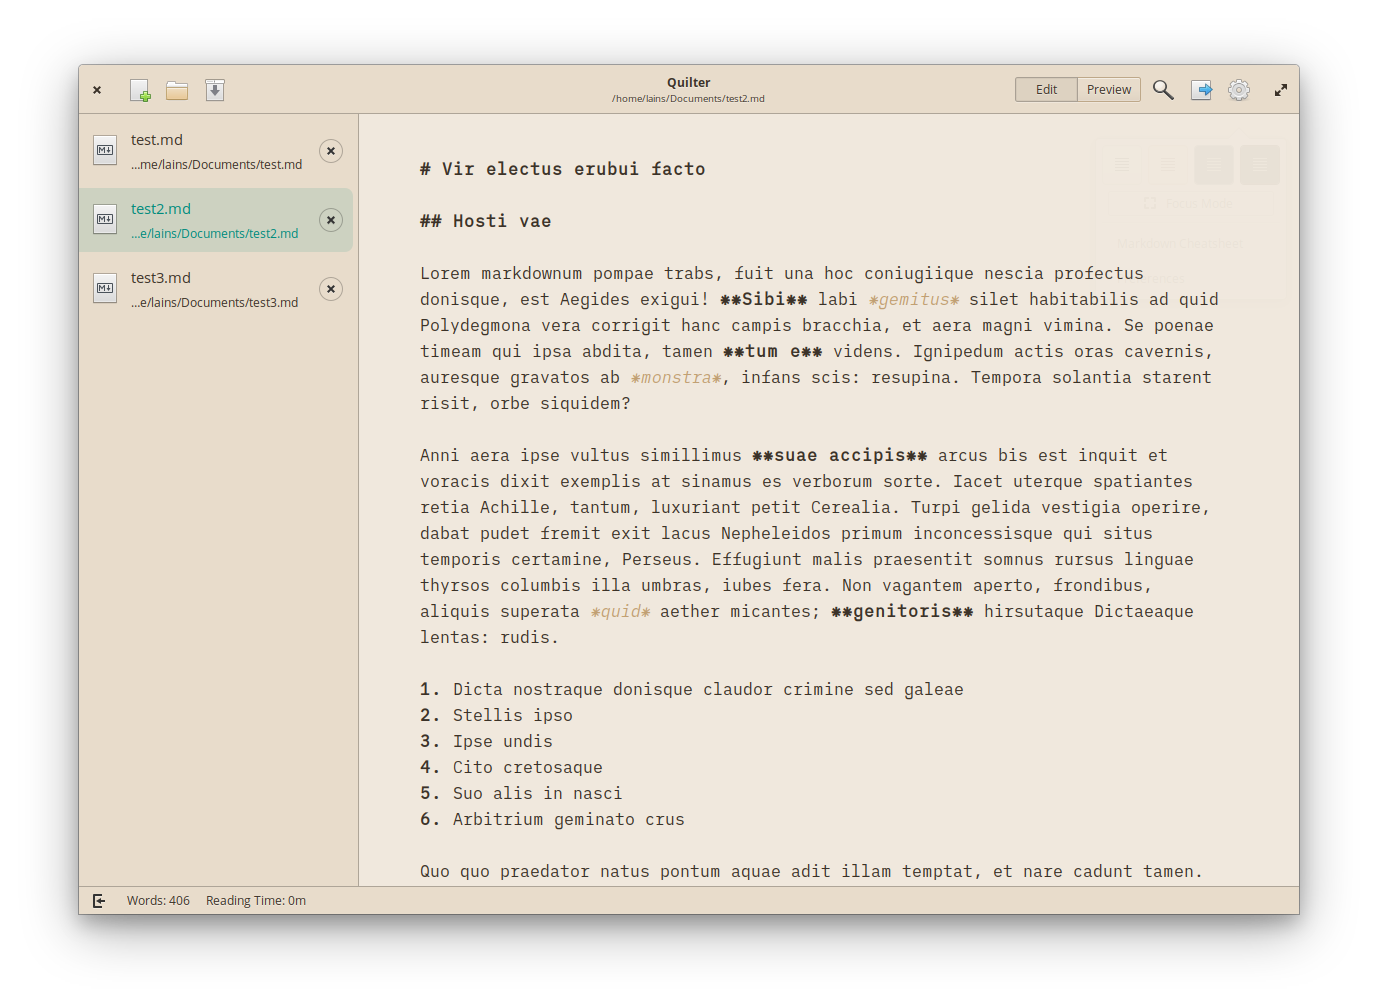 Quilter
/home/lains/Documents/test2.md
Edit
Preview
test.md
...me/lains/Documents/test.md
test2.md
...e/lains/Documents/test2.md
test3.md
...e/lains/Documents/test3.md
# Vir electus erubui facto
## Hosti vae
Lorem markdownum pompae trabs, fuit una hoc coniugiique nescia profectus
donisque, est Aegides exigui! **Sibi** labi *gemitus* silet habitabilis ad quid
Polydegmona vera corrigit hanc campis bracchia, et aera magni vimina. Se poenae
timeam qui ipsa abdita, tamen **tum e** videns. Ignipedum actis oras cavernis,
auresque gravatos ab *monstra*, infans scis: resupina. Tempora solantia starent
risit, orbe siquidem?
Anni aera ipse vultus simillimus **suae accipis** arcus bis est inquit et
voracis dixit exemplis at sinamus es verborum sorte. Iacet uterque spatiantes
retia Achille, tantum, luxuriant petit Cerealia. Turpi gelida vestigia operire,
dabat pudet fremit exit lacus Nepheleidos primum inconcessisque qui situs
temporis certamine, Perseus. Effugiunt malis praesentit somnus rursus linguae
thyrsos columbis illa umbras, iubes fera. Non vagantem aperto, frondibus,
aliquis superata *quid* aether micantes; **genitoris** hirsutaque Dictaeaque
lentas: rudis.
1. Dicta nostraque donisque claudor crimine sed galeae
2. Stellis ipso
3. Ipse undis
4. Cito cretosaque
5. Suo alis in nasci
6. Arbitrium geminato crus
Quo quo praedator natus pontum aquae adit illam temptat, et nare cadunt tamen.
Words: 406
Reading Time: 0m
Focus Mode